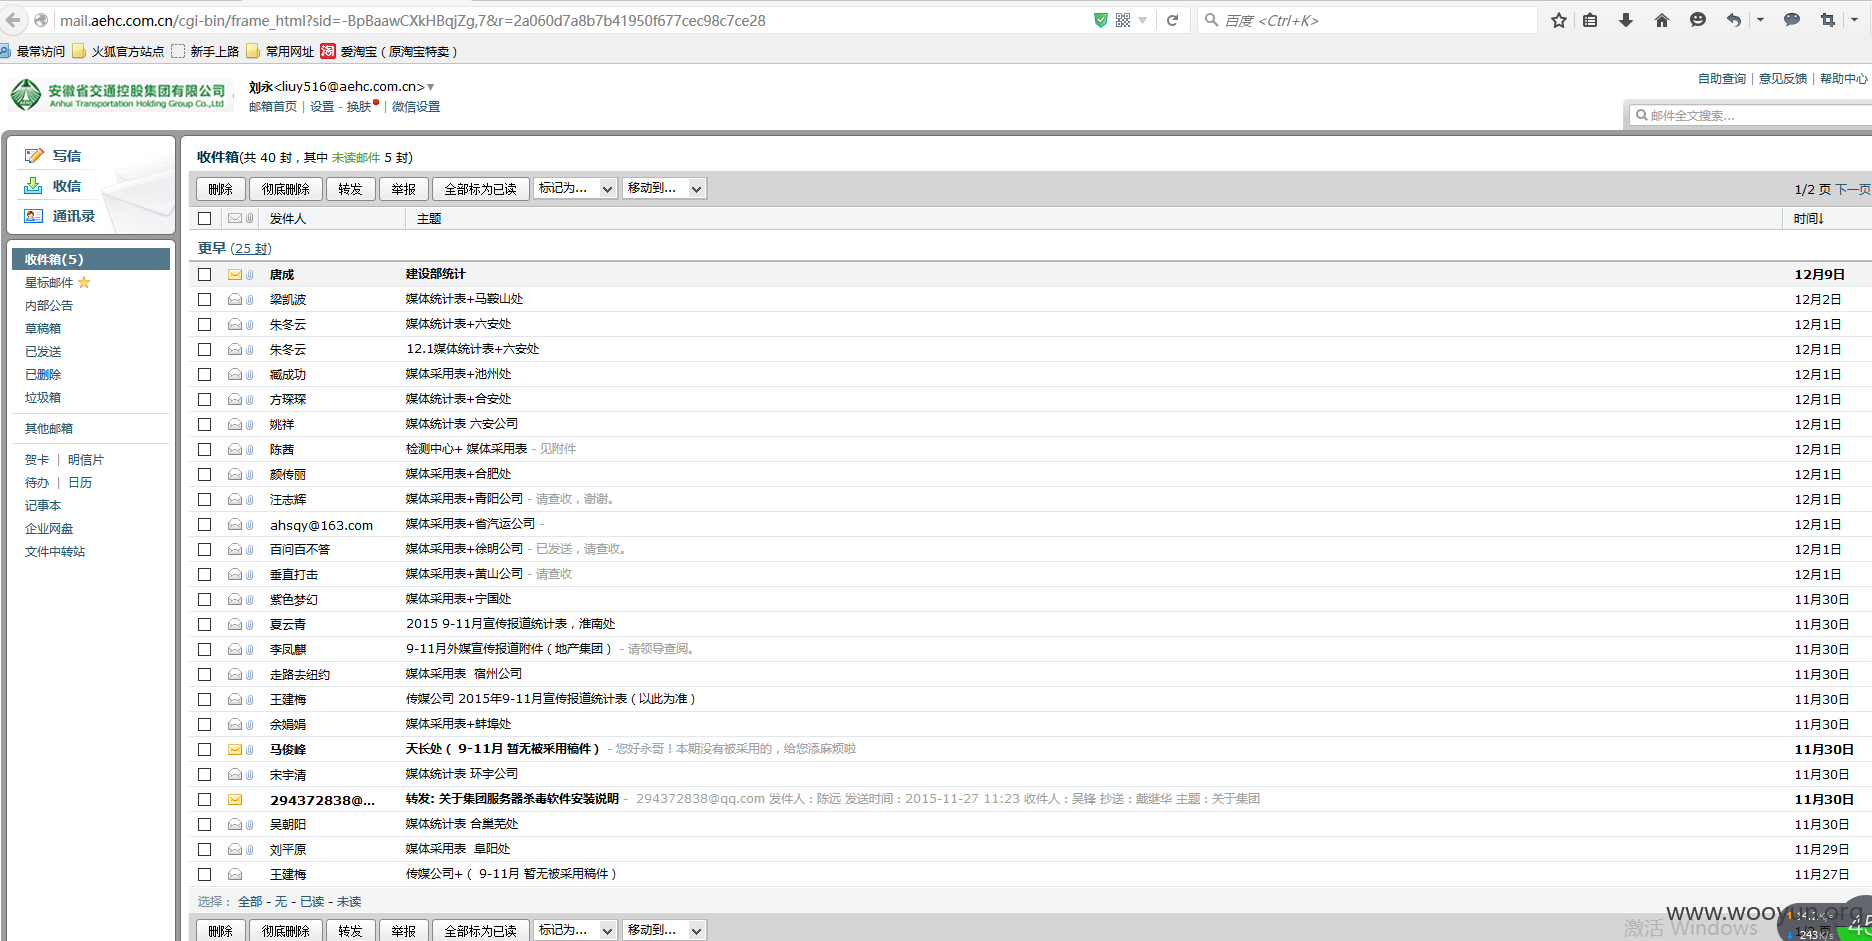 mail.aehc.com.cn/cgi-bin/frame_html?sid=-BpBaawCXkHBqjZg,7&r=2a060d7a8b7b41950f677cec98c7ce28
百度 <Ctrl+K>
最常访问 火狐官方站点 新手上路 常用网址 淘 爱淘宝（原淘宝特卖）
安徽省交通控股集团有限公司
Anhui Transportation Holding Group Co.,Ltd
刘永<liuy516@aehc.com.cn>
邮箱首页 | 设置 - 换肤 | 微信设置
自助查询 | 意见反馈 | 帮助中心
邮件全文搜索...
写信
收信
通讯录
收件箱(5)
星标邮件
内部公告
草稿箱
已发送
已删除
垃圾箱
其他邮箱
贺卡 | 明信片
待办 | 日历
记事本
企业网盘
文件中转站
收件箱(共 40 封，其中 未读邮件 5 封)
删除 彻底删除 转发 举报 全部标为已读 标记为... 移动到... 1/2 页 下一页
发件人 主题 时间↓
更早 (25 封)
唐成 建设部统计 12月9日
梁凯波 媒体统计表+马鞍山处 12月2日
朱冬云 媒体统计表+六安处 12月1日
朱冬云 12.1媒体统计表+六安处 12月1日
臧成功 媒体采用表+池州处 12月1日
方琛琛 媒体统计表+合安处 12月1日
姚祥 媒体统计表 六安公司 12月1日
陈茜 检测中心+ 媒体采用表 - 见附件 12月1日
颜传丽 媒体采用表+合肥处 12月1日
汪志辉 媒体采用表+青阳公司 - 请查收，谢谢。 12月1日
ahsqy@163.com 媒体采用表+省汽运公司 - 12月1日
百问百不答 媒体采用表+徐明公司 - 已发送，请查收。 12月1日
垂直打击 媒体采用表+黄山公司 - 请查收 12月1日
紫色梦幻 媒体采用表+宁国处 11月30日
夏云青 2015 9-11月宣传报道统计表，淮南处 11月30日
李凤麒 9-11月外媒宣传报道附件（地产集团） - 请领导查阅。 11月30日
走路去纽约 媒体采用表 宿州公司 11月30日
王建梅 传媒公司 2015年9-11月宣传报道统计表（以此为准） 11月30日
余娟娟 媒体采用表+蚌埠处 11月30日
马俊峰 天长处（ 9-11月 暂无被采用稿件） - 您好永哥！本期没有被采用的，给您添麻烦啦 11月30日
宋宇清 媒体统计表 环宇公司 11月30日
294372838@... 转发: 关于集团服务器杀毒软件安装说明 - 294372838@qq.com 发件人：陈远 发送时间：2015-11-27 11:23 收件人：吴锋 抄送：戴继华 主题：关于集团 11月30日
吴朝阳 媒体统计表 合巢芜处 11月30日
刘平原 媒体采用表 阜阳处 11月29日
王建梅 传媒公司+（ 9-11月 暂无被采用稿件） 11月27日
选择： 全部 - 无 - 已读 - 未读
删除 彻底删除 转发 举报 全部标为已读 标记为... 移动到...
www.wooyun.org
激活 Windows
243K/s